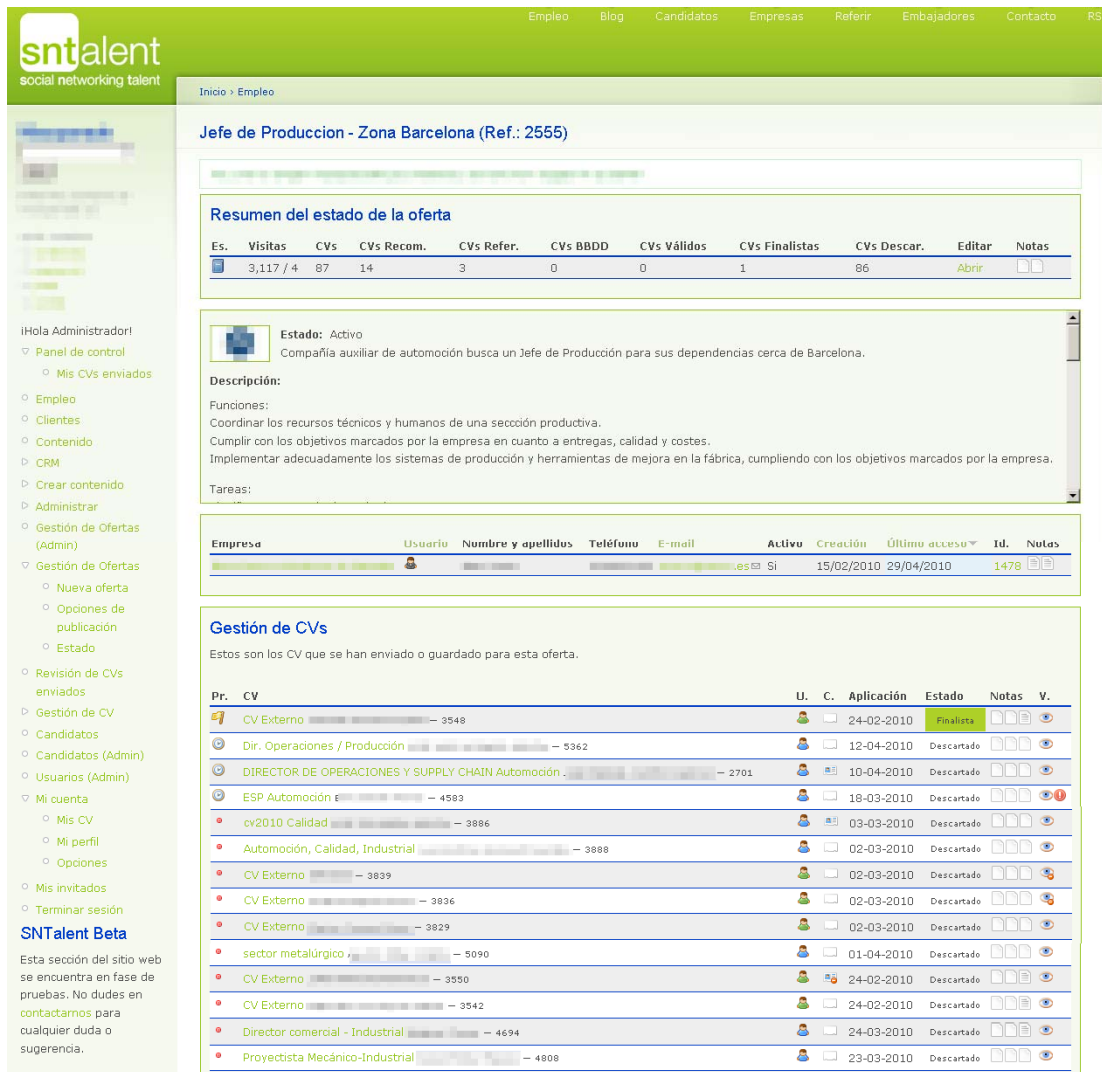 Empleo Blog Candidatos Empresas Referir Embajadores Contacto RS
sntalent
social networking talent
Inicio › Empleo
Jefe de Produccion - Zona Barcelona (Ref.: 2555)
Resumen del estado de la oferta
Es. Visitas CVs CVs Recom. CVs Refer. CVs BBDD CVs Válidos CVs Finalistas CVs Descar. Editar Notas
3,117 / 4 87 14 3 0 0 1 86 Abrir
Estado: Activo
Compañía auxiliar de automoción busca un Jefe de Producción para sus dependencias cerca de Barcelona.
Descripción:
Funciones:
Coordinar los recursos técnicos y humanos de una seccción productiva.
Cumplir con los objetivos marcados por la empresa en cuanto a entregas, calidad y costes.
Implementar adecuadamente los sistemas de producción y herramientas de mejora en la fábrica, cumpliendo con los objetivos marcados por la empresa.
Tareas:
Empresa Usuario Nombre y apellidos Teléfono E-mail Activo Creación Último acceso Id. Notas
.es Si 15/02/2010 29/04/2010 1478
Gestión de CVs
Estos son los CV que se han enviado o guardado para esta oferta.
Pr. CV U. C. Aplicación Estado Notas V.
CV Externo — 3548 24-02-2010 Finalista
Dir. Operaciones / Producción — 5362 12-04-2010 Descartado
DIRECTOR DE OPERACIONES Y SUPPLY CHAIN Automoción — 2701 10-04-2010 Descartado
ESP Automoción — 4583 18-03-2010 Descartado
cv2010 Calidad — 3886 03-03-2010 Descartado
Automoción, Calidad, Industrial — 3888 02-03-2010 Descartado
CV Externo — 3839 02-03-2010 Descartado
CV Externo — 3836 02-03-2010 Descartado
CV Externo — 3829 02-03-2010 Descartado
sector metalúrgico — 5090 01-04-2010 Descartado
CV Externo — 3550 24-02-2010 Descartado
CV Externo — 3542 24-02-2010 Descartado
Director comercial - Industrial — 4694 24-03-2010 Descartado
Proyectista Mecánico-Industrial — 4808 23-03-2010 Descartado
¡Hola Administrador!
Panel de control
Mis CVs enviados
Empleo
Clientes
Contenido
CRM
Crear contenido
Administrar
Gestión de Ofertas
(Admin)
Gestión de Ofertas
Nueva oferta
Opciones de
publicación
Estado
Revisión de CVs
enviados
Gestión de CV
Candidatos
Candidatos (Admin)
Usuarios (Admin)
Mi cuenta
Mis CV
Mi perfil
Opciones
Mis invitados
Terminar sesión
SNTalent Beta
Esta sección del sitio web
se encuentra en fase de
pruebas. No dudes en
contactarnos para
cualquier duda o
sugerencia.